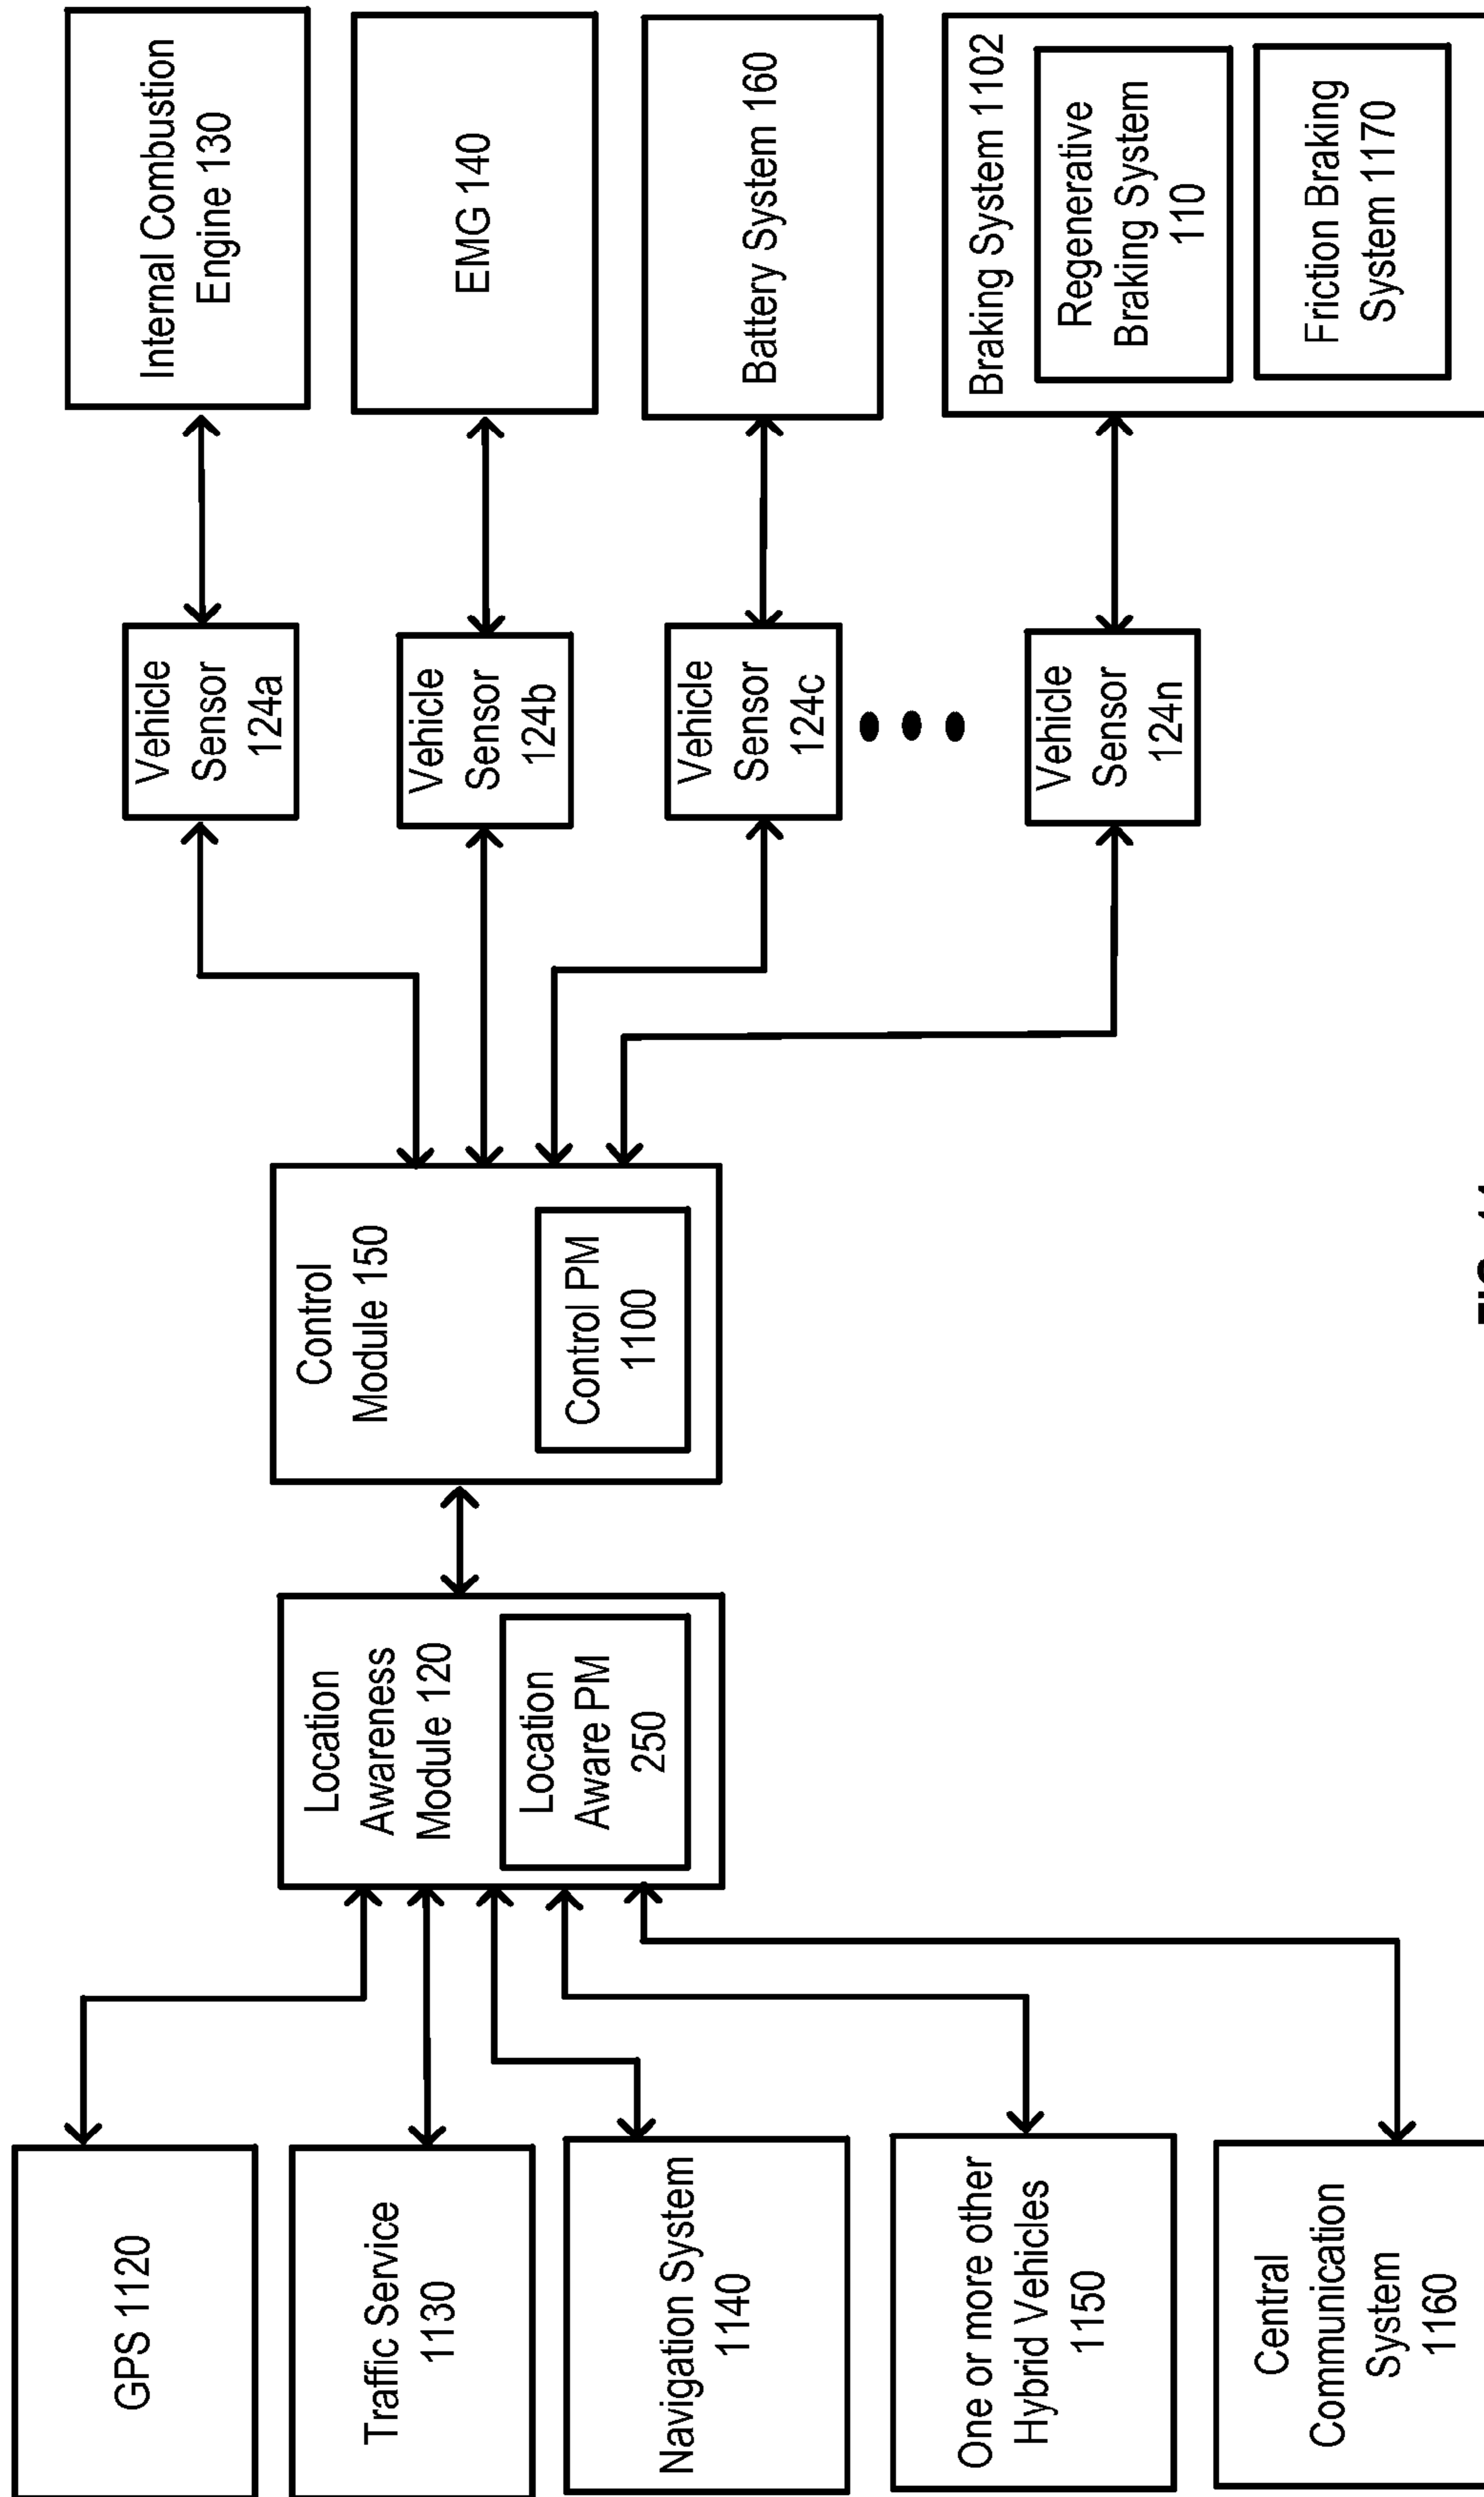 GPS 1120
Traffic Service
1130
Navigation System
1140
One or more other
Hybrid Vehicles
1150
Central
Communication
System
1160
Location
Awareness
Module 120
Location
Aware PM
250
Control
Module 150
Control PM
1100
Vehicle
Sensor
124a
Vehicle
Sensor
124b
Vehicle
Sensor
124c
Vehicle
Sensor
124n
Internal Combustion
Engine 130
EMG 140
Battery System 160
Braking System 1102
Regenerative
Braking System
110
Friction Braking
System 1170